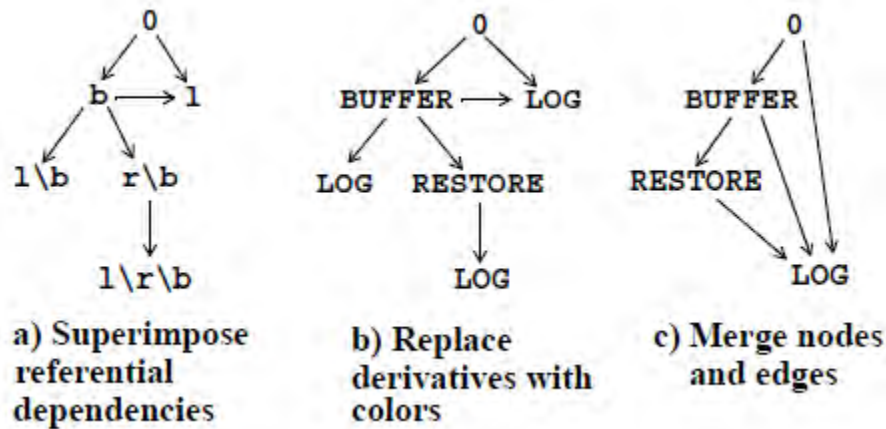 0
b l
l\b r\b
l\r\b
a) Superimpose
referential
dependencies
0
BUFFER LOG
LOG RESTORE
LOG
b) Replace
derivatives with
colors
0
BUFFER
RESTORE
LOG
c) Merge nodes
and edges